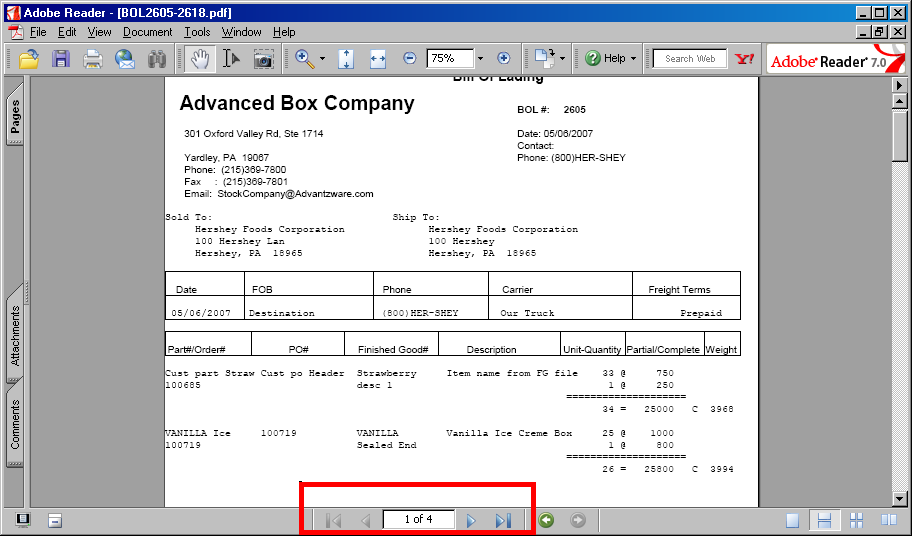 Adobe Reader - [BOL2605-2618.pdf]
File Edit View Document Tools Window Help
75% Help Search Web Y! Adobe Reader 7.0
Pages
Attachments
Comments
Bill Of Lading
Advanced Box Company
BOL #: 2605
301 Oxford Valley Rd, Ste 1714
Date: 05/06/2007
Contact:
Yardley, PA 19067
Phone: (800)HER-SHEY
Phone: (215)369-7800
Fax : (215)369-7801
Email: StockCompany@Advantzware.com
Sold To: Ship To:
Hershey Foods Corporation Hershey Foods Corporation
100 Hershey Lan 100 Hershey
Hershey, PA 18965 Hershey, PA 18965
Date FOB Phone Carrier Freight Terms
05/06/2007 Destination (800)HER-SHEY Our Truck Prepaid
Part#/Order# PO# Finished Good# Description Unit-Quantity Partial/Complete Weight
Cust part Straw Cust po Header Strawberry Item name from FG file 33 @ 750
100685 desc 1 1 @ 250
====================
34 = 25000 C 3968
VANILLA Ice 100719 VANILLA Vanilla Ice Creme Box 25 @ 1000
100719 Sealed End 1 @ 800
====================
26 = 25800 C 3994
1 of 4